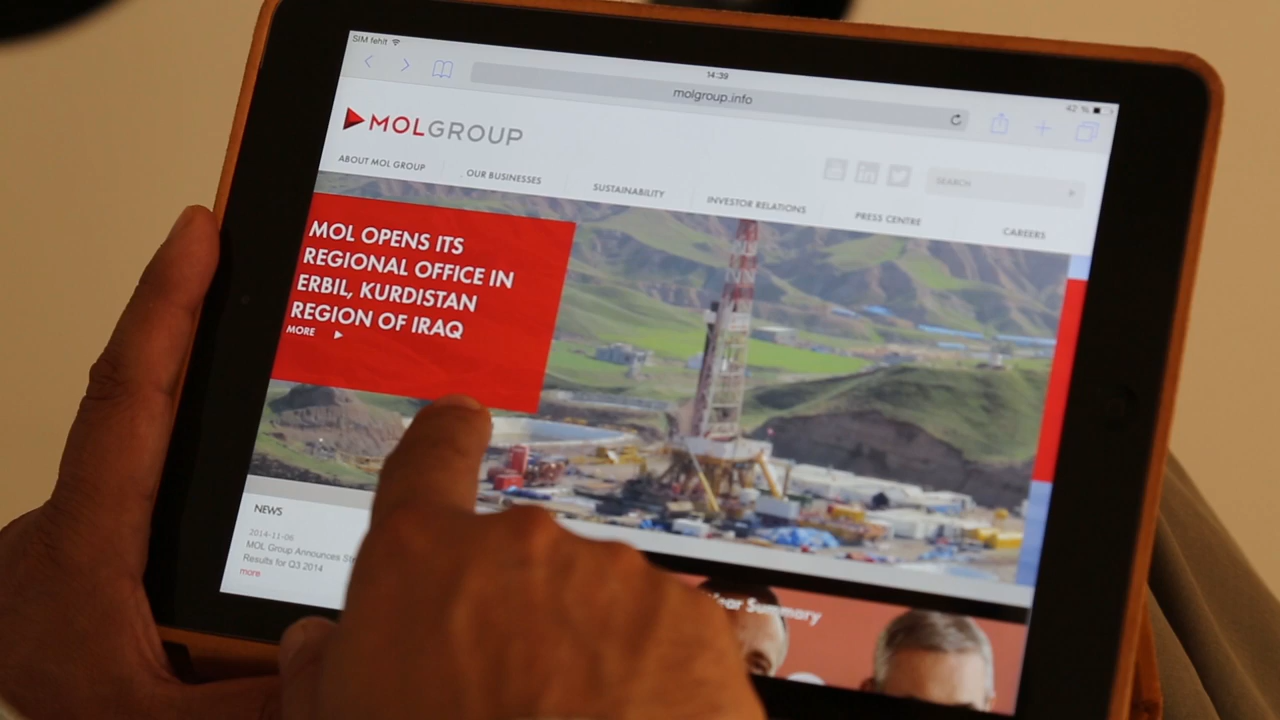 SIM fehlt
14:39
42 %
molgroup.info
MOLGROUP
SEARCH
ABOUT MOL GROUP
OUR BUSINESSES
SUSTAINABILITY
INVESTOR RELATIONS
PRESS CENTRE
CAREERS
MOL OPENS ITS
REGIONAL OFFICE IN
ERBIL, KURDISTAN
REGION OF IRAQ
MORE
NEWS
2014-11-06
MOL Group Announces
Results for Q3 2014
more
Summary